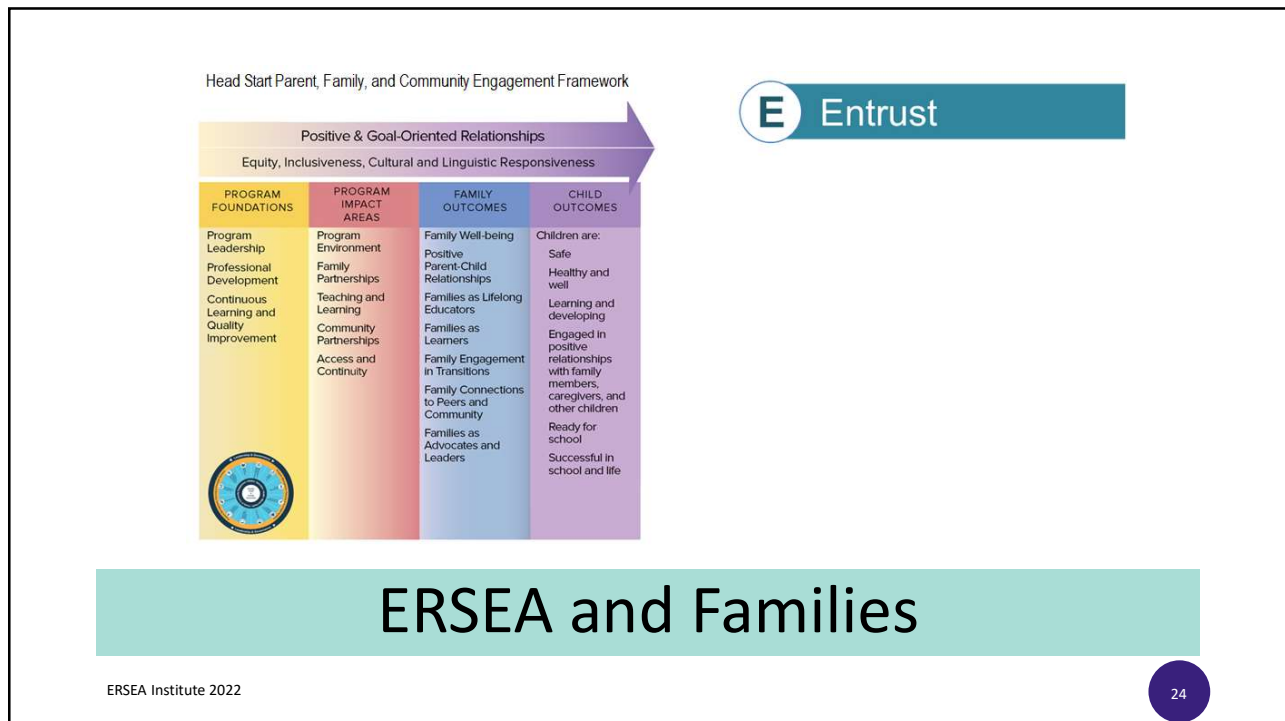 Head Start Parent, Family, and Community Engagement Framework
Positive & Goal-Oriented Relationships
Equity, Inclusiveness, Cultural and Linguistic Responsiveness
PROGRAM
FOUNDATIONS
Program
Leadership
Professional
Development
Continuous
Learning and
Quality
Improvement
PROGRAM
IMPACT
AREAS
Program
Environment
Family
Partnerships
Teaching and
Learning
Community
Partnerships
Access and
Continuity
FAMILY
OUTCOMES
Family Well-being
Positive
Parent-Child
Relationships
Families as Lifelong
Educators
Families as
Learners
Family Engagement
in Transitions
Family Connections
to Peers and
Community
Families as
Advocates and
Leaders
CHILD
OUTCOMES
Children are:
Safe
Healthy and
well
Learning and
developing
Engaged in
positive
relationships
with family
members,
caregivers, and
other children
Ready for
school
Successful in
school and life
E Entrust
ERSEA and Families
ERSEA Institute 2022
24